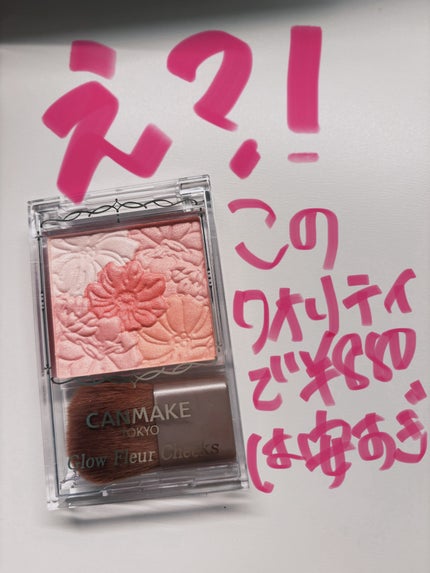 え?!
この
クオリティ
で¥880
は安すぎ
CANMAKE
TOKYO
Glow Fleur Cheeks